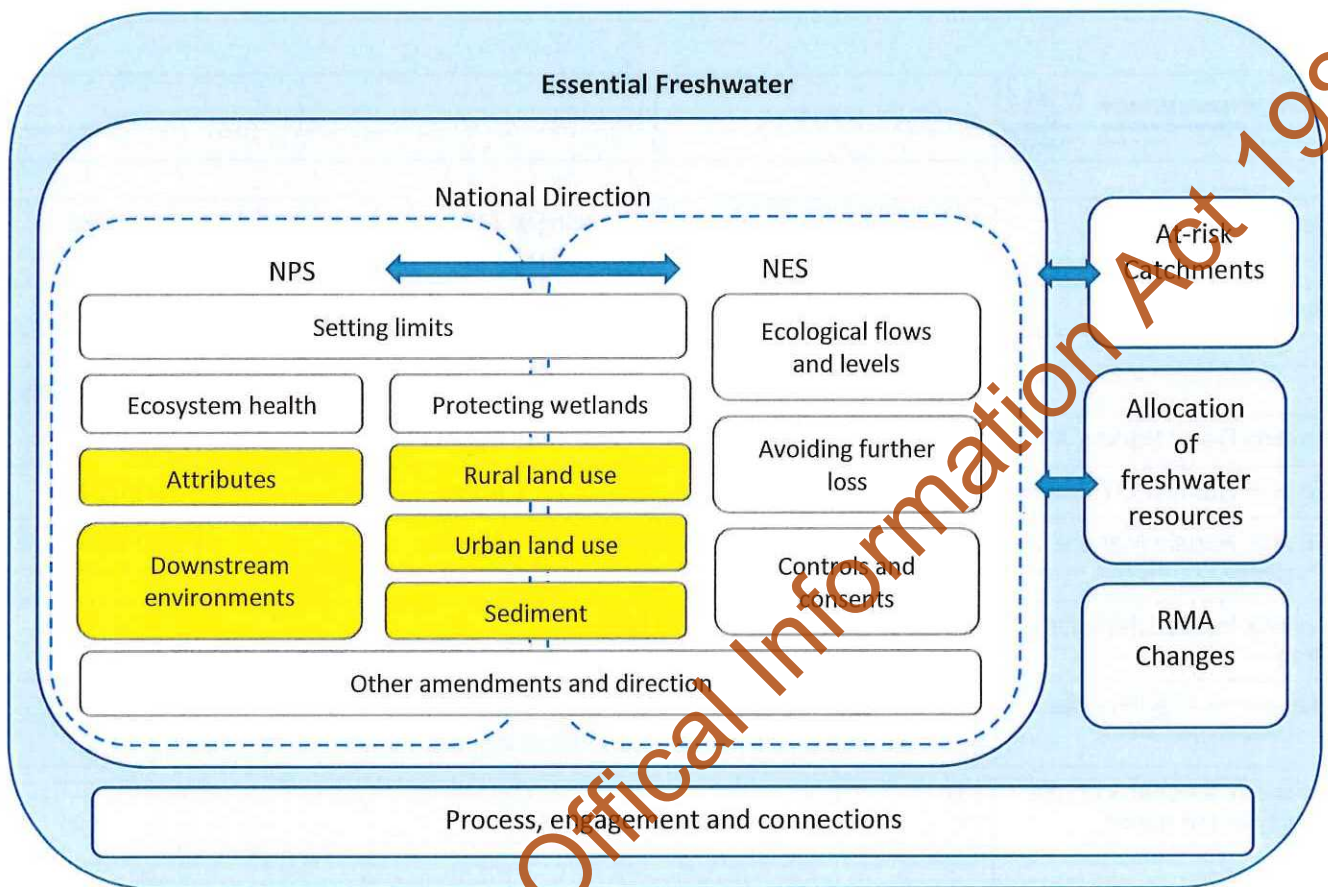 Essential Freshwater
National Direction
NPS
NES
Setting limits
Ecosystem health
Protecting wetlands
Attributes
Rural land use
Downstream
environments
Urban land use
Sediment
Ecological flows
and levels
Avoiding further
loss
Controls and
consents
Other amendments and direction
At-risk
Catchments
Allocation
of
freshwater
resources
RMA
Changes
Process, engagement and connections
Offical Information Act 198